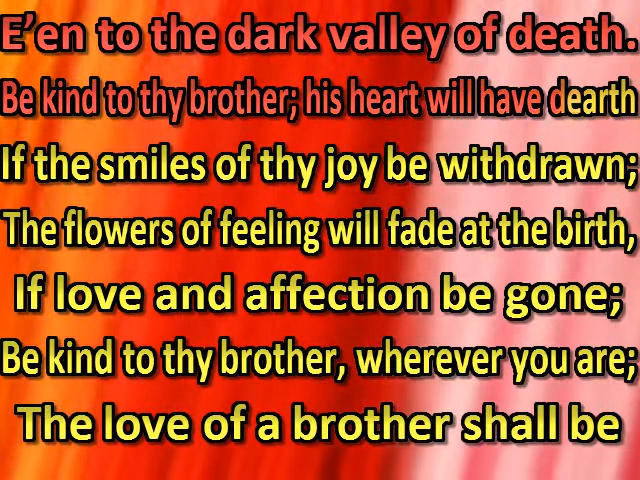 E’en to the dark valley of death.
Be kind to thy brother; his heart will have dearth
If the smiles of thy joy be withdrawn;
The flowers of feeling will fade at the birth,
If love and affection be gone;
Be kind to thy brother, wherever you are;
The love of a brother shall be